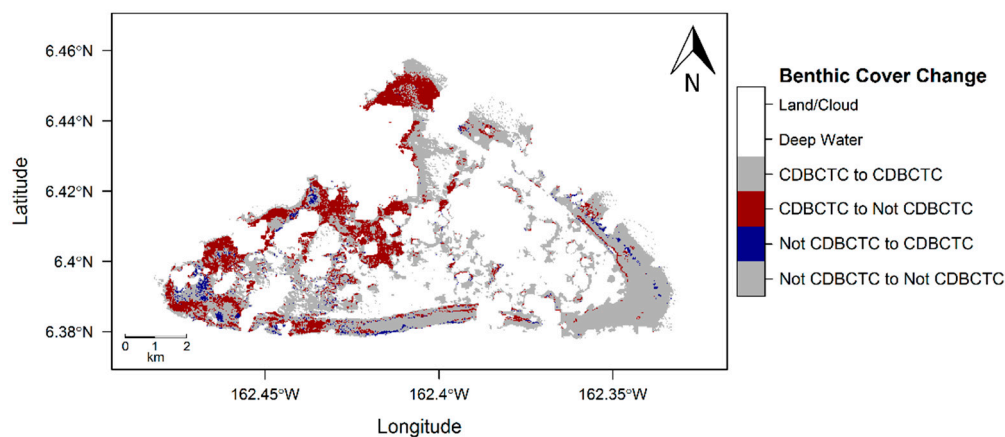 6.46°N
6.44°N
6.42°N
6.4°N
6.38°N
Latitude
0 1 2
km
N
162.45°W
162.4°W
162.35°W
Longitude
Benthic Cover Change
Land/Cloud
Deep Water
CDBCTC to CDBCTC
CDBCTC to Not CDBCTC
Not CDBCTC to CDBCTC
Not CDBCTC to Not CDBCTC